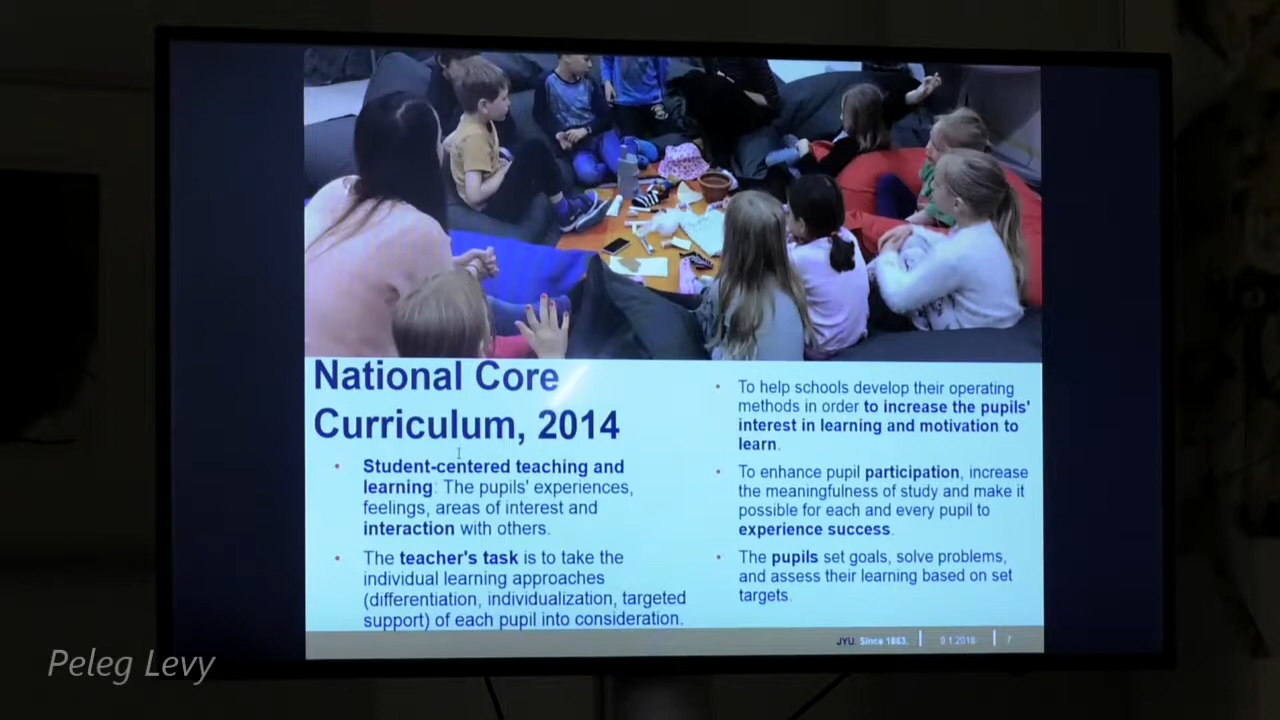 National Core
Curriculum, 2014
Student-centered teaching and
learning: The pupils' experiences,
feelings, areas of interest and
interaction with others.
The teacher's task is to take the
individual learning approaches
(differentiation, individualization, targeted
support) of each pupil into consideration.
To help schools develop their operating
methods in order to increase the pupils'
interest in learning and motivation to
learn.
To enhance pupil participation, increase
the meaningfulness of study and make it
possible for each and every pupil to
experience success.
The pupils set goals, solve problems,
and assess their learning based on set
targets.
JYU. Since 1863.
Peleg Levy